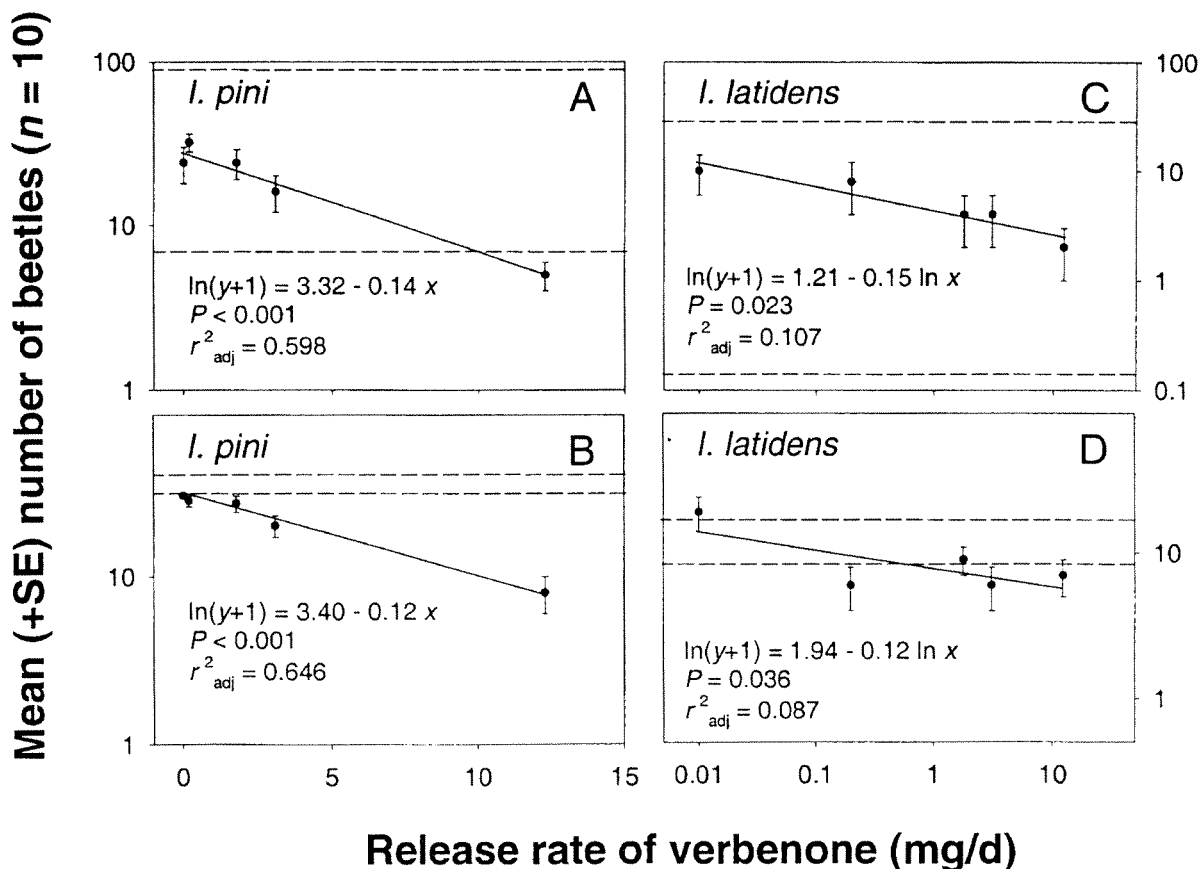 Mean (+SE) number of beetles (n = 10)
100
10
1
I. pini
A
ln(y+1) = 3.32 - 0.14 x
P < 0.001
r²adj = 0.598
I. latidens
C
100
10
1
0.1
ln(y+1) = 1.21 - 0.15 ln x
P = 0.023
r²adj = 0.107
I. pini
B
10
1
ln(y+1) = 3.40 - 0.12 x
P < 0.001
r²adj = 0.646
0 5 10 15
I. latidens
D
10
1
ln(y+1) = 1.94 - 0.12 ln x
P = 0.036
r²adj = 0.087
0.01 0.1 1 10
Release rate of verbenone (mg/d)